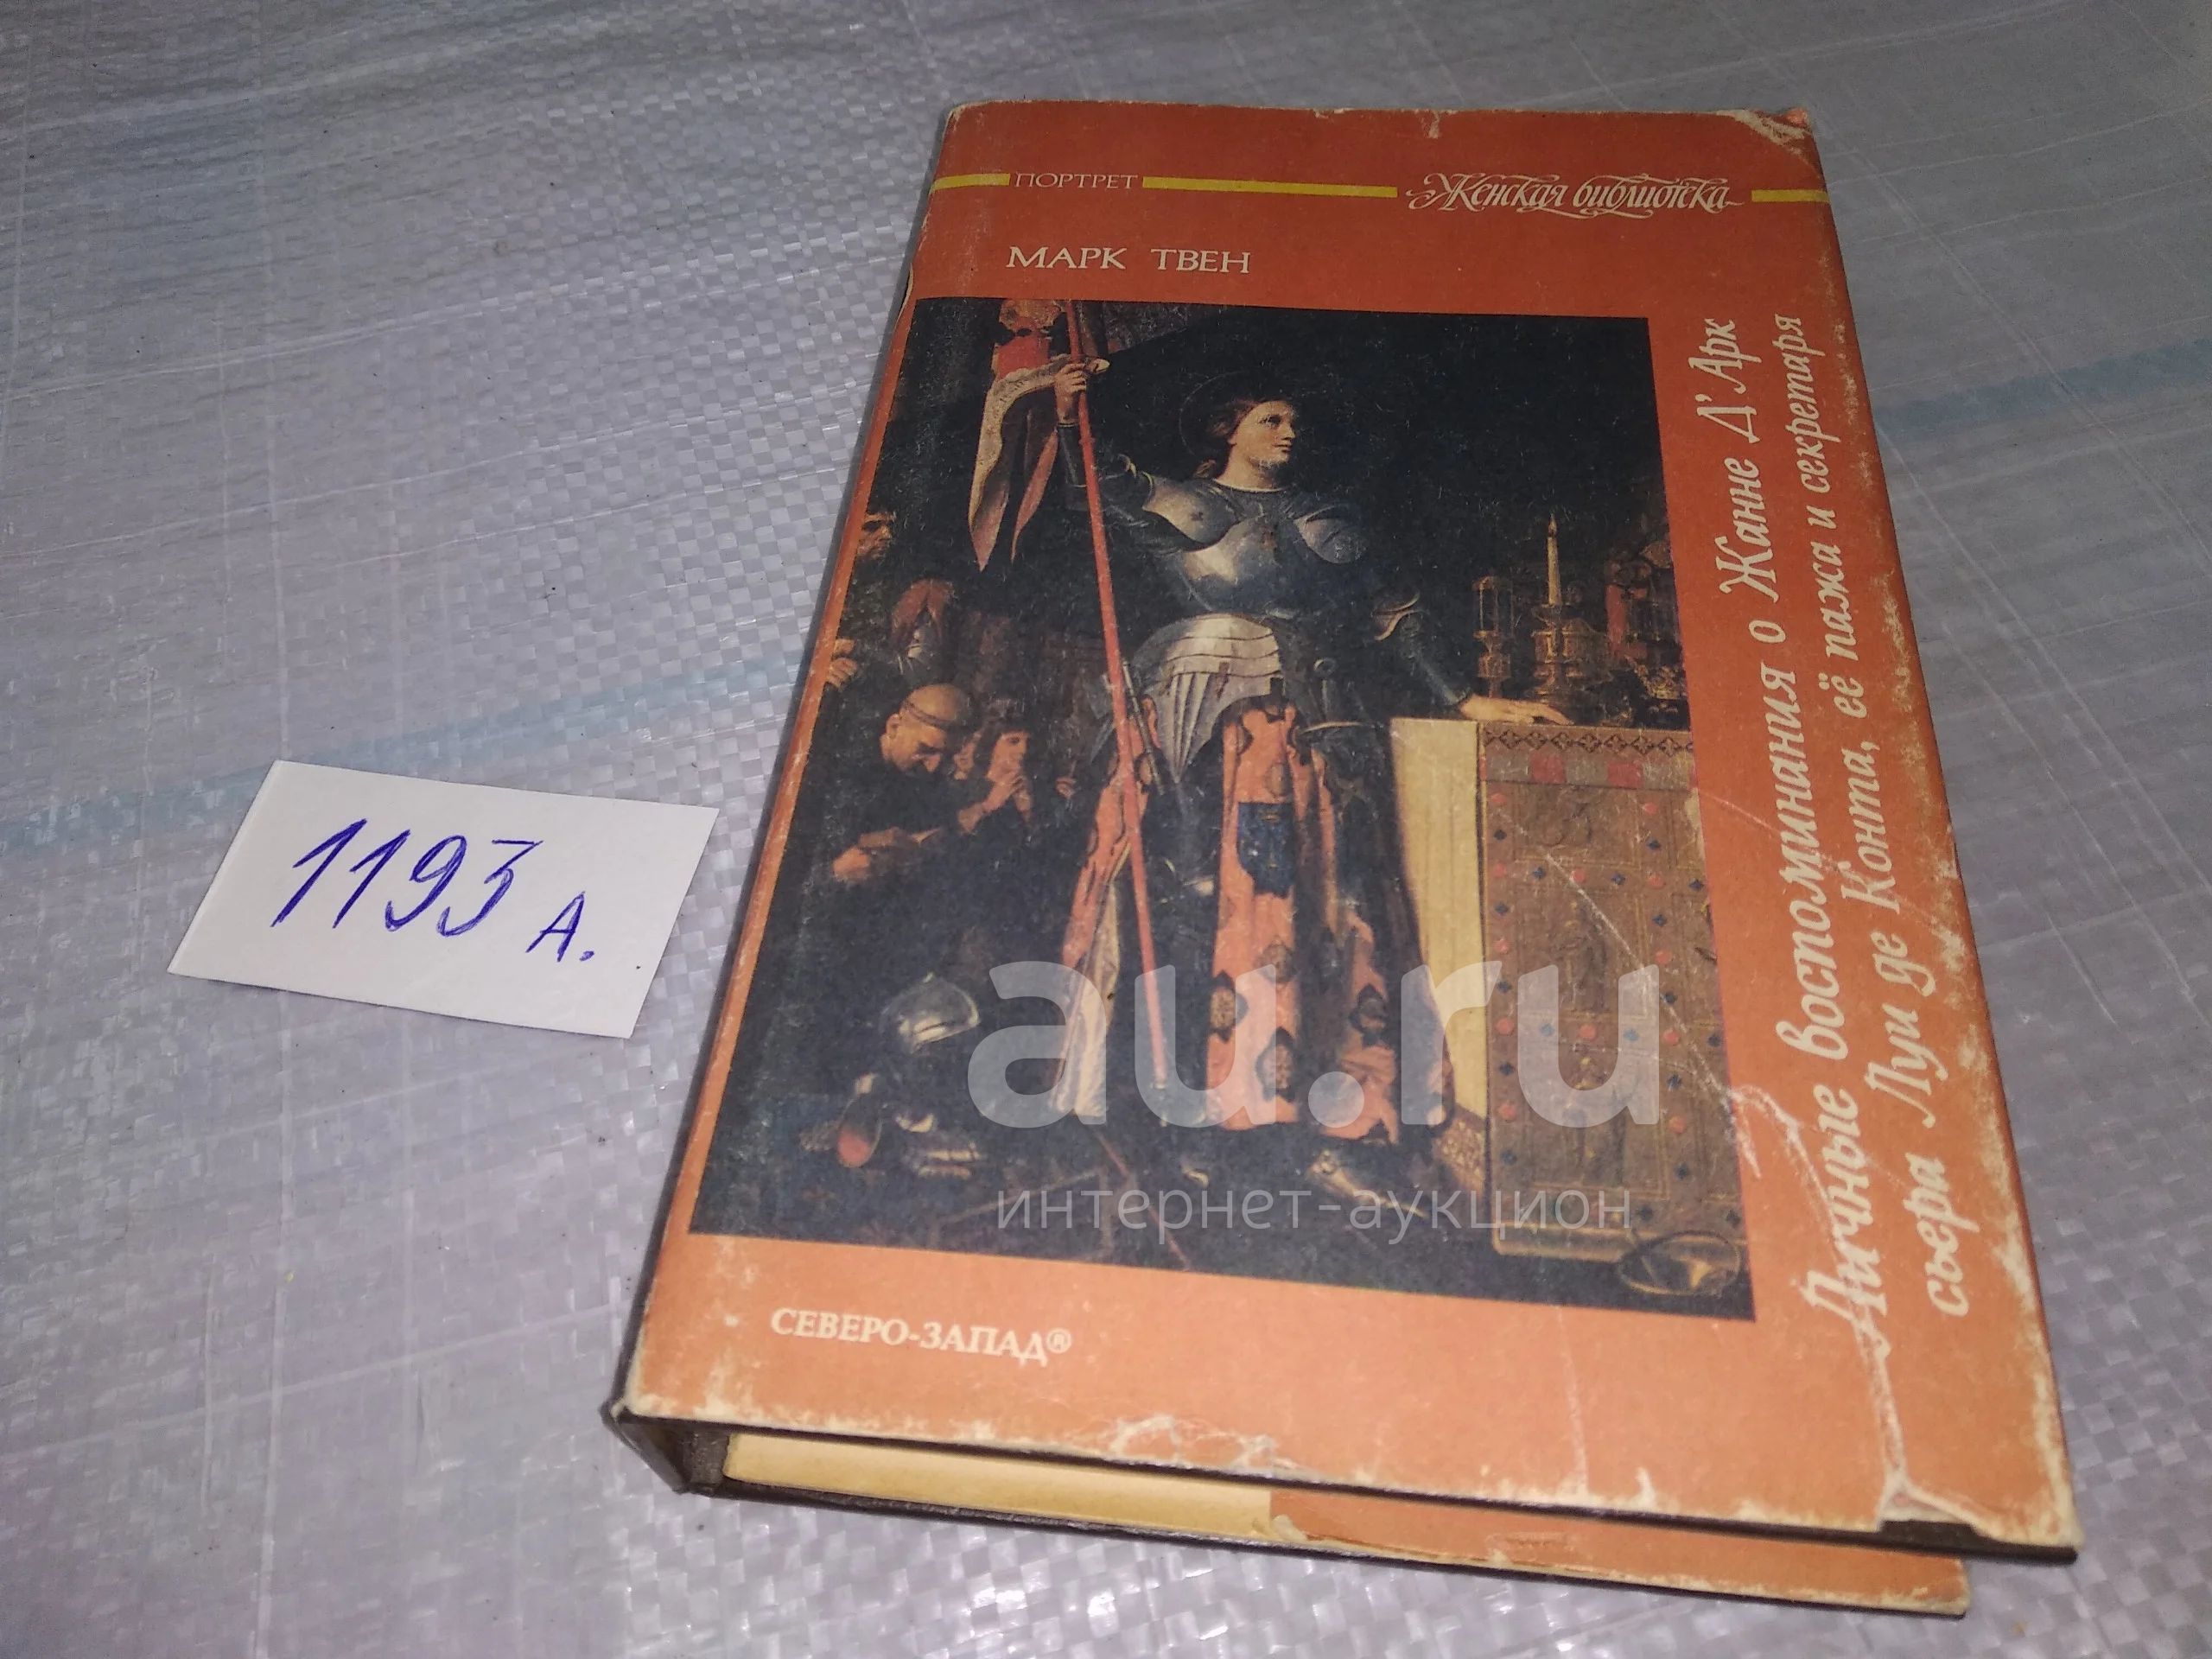 ПОРТРЕТ Женская библиотека
МАРК ТВЕН
Личные воспоминания о Жанне Д'Арк
сьера Луи де Конта, её пажа и секретаря
1193 А.
au.ru
интернет-аукцион
СЕВЕРО-ЗАПАД®